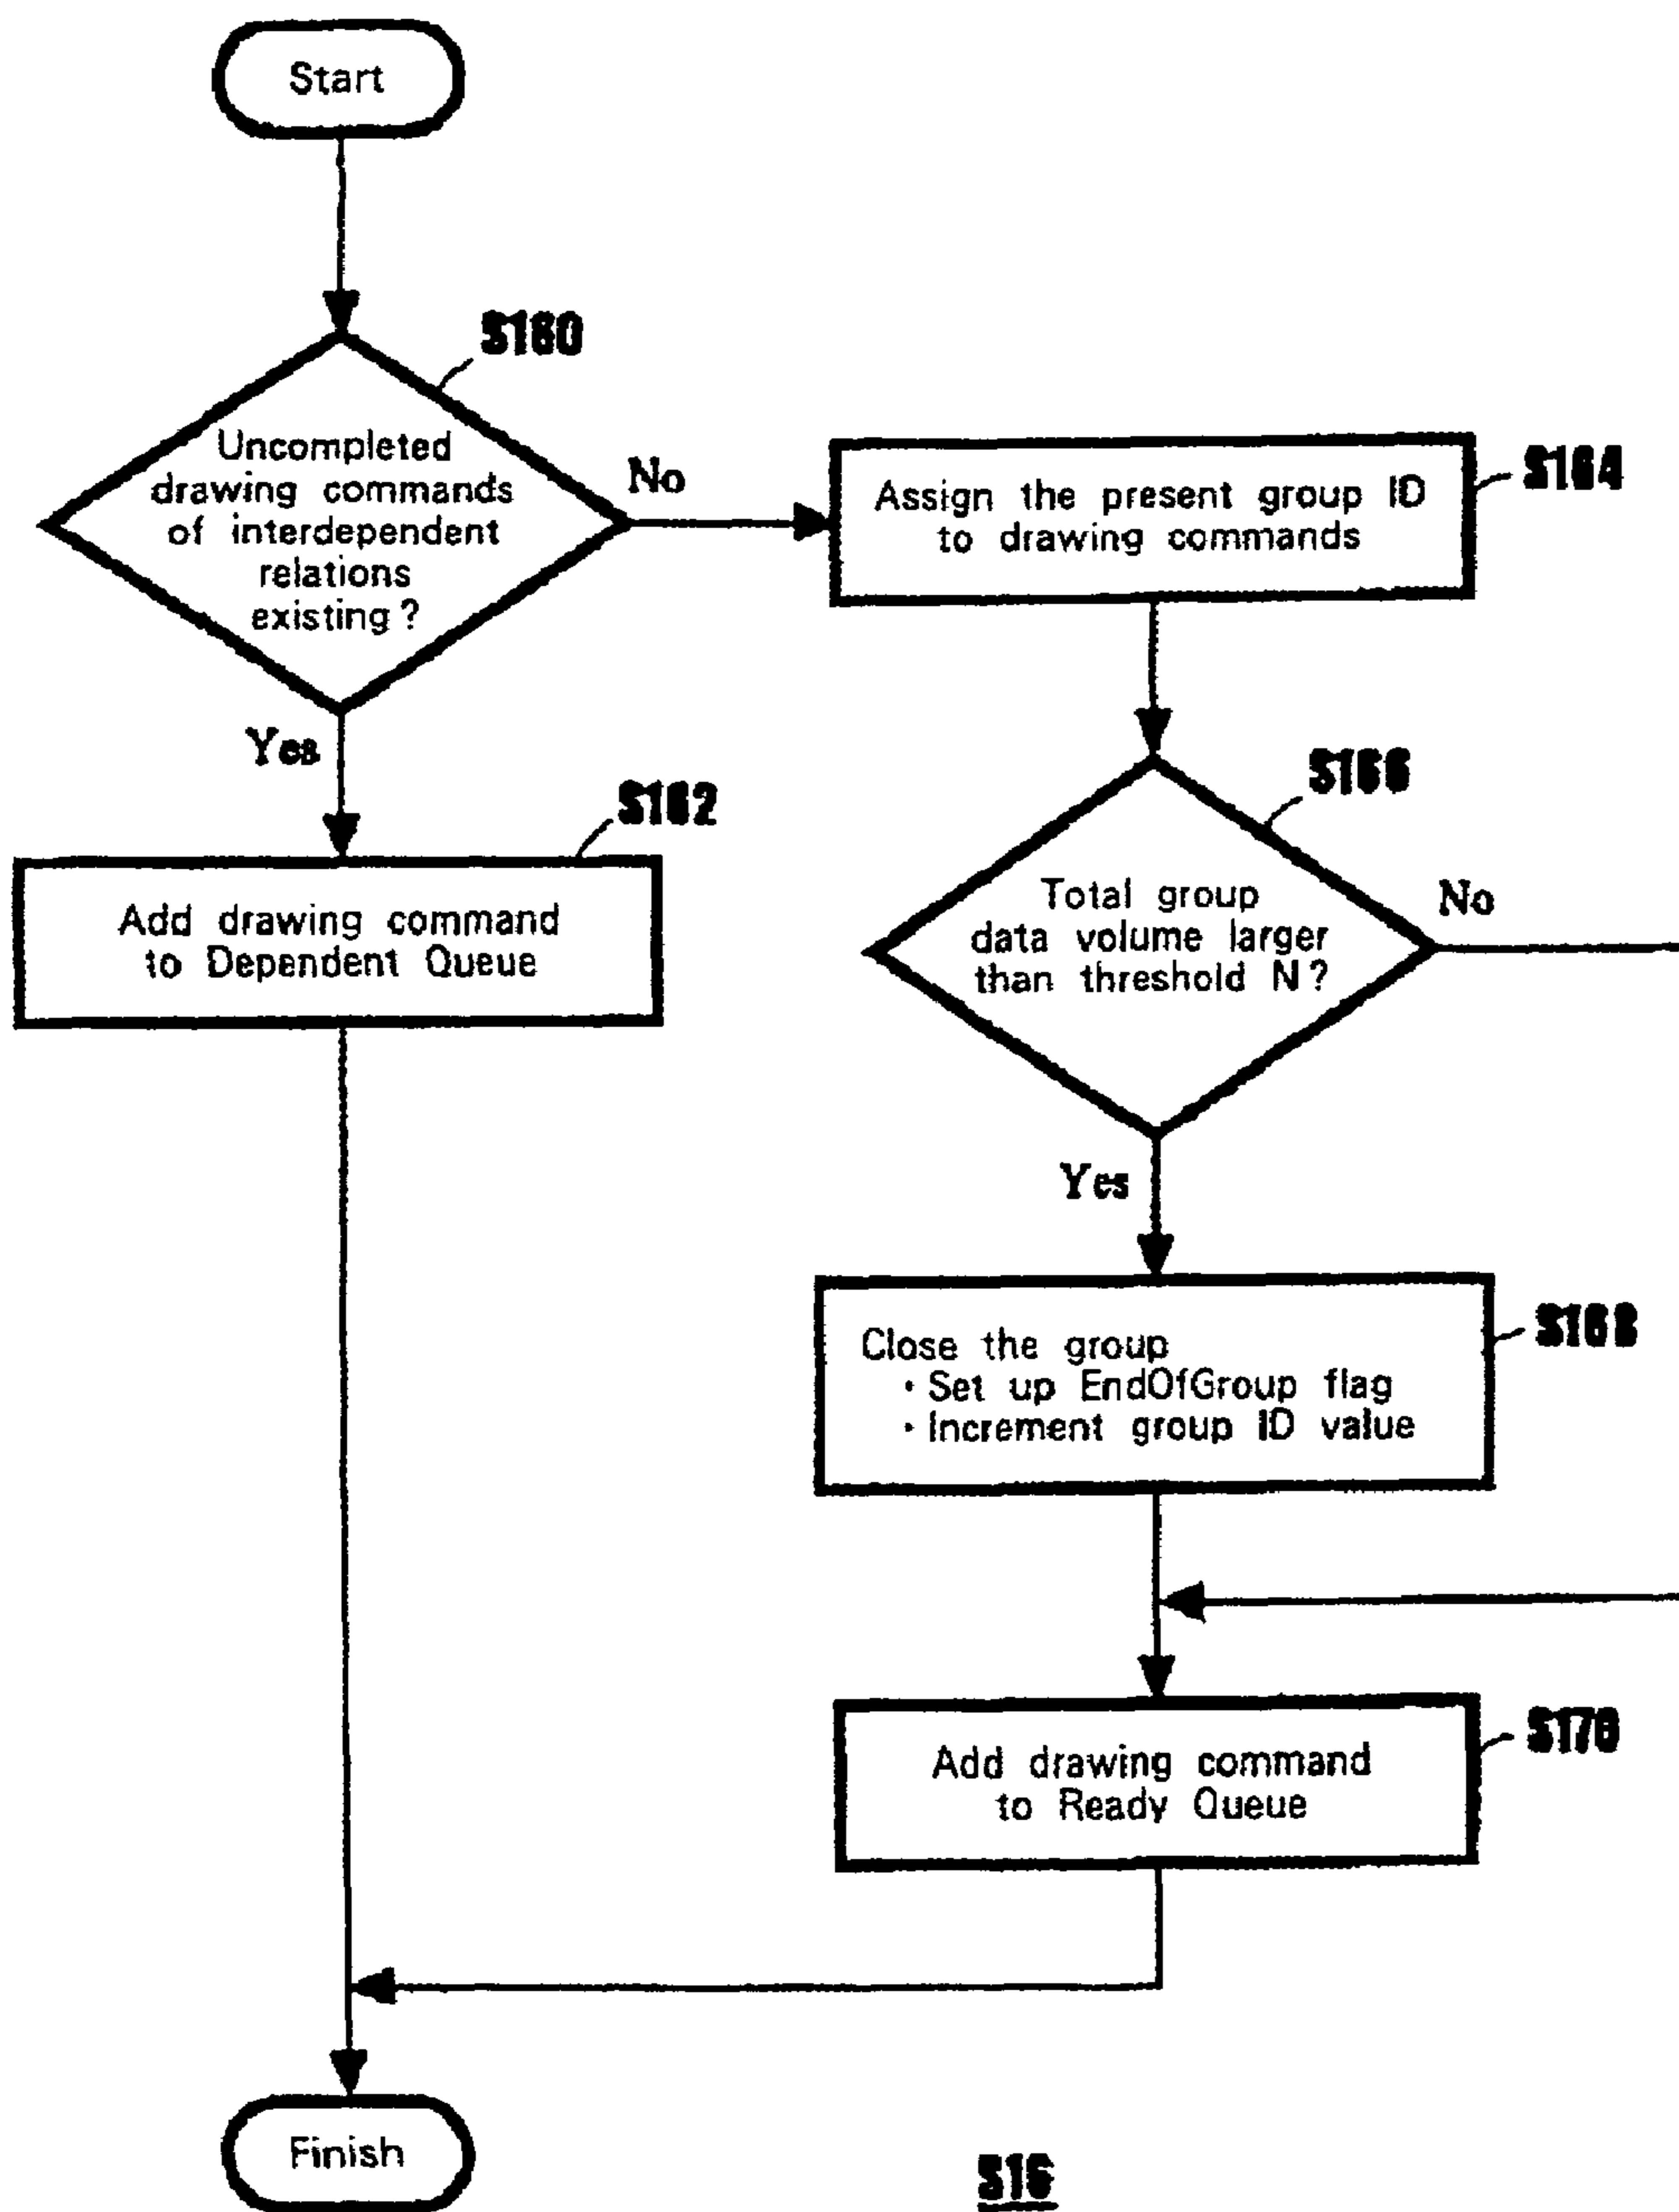 Start
S160
Uncompleted
drawing commands
of interdependent
relations
existing?
No
Yes
S162
Add drawing command
to Dependent Queue
S164
Assign the present group ID
to drawing commands
S166
Total group
data volume larger
than threshold N?
No
Yes
S168
Close the group
· Set up EndOfGroup flag
· Increment group ID value
S170
Add drawing command
to Ready Queue
Finish
S16